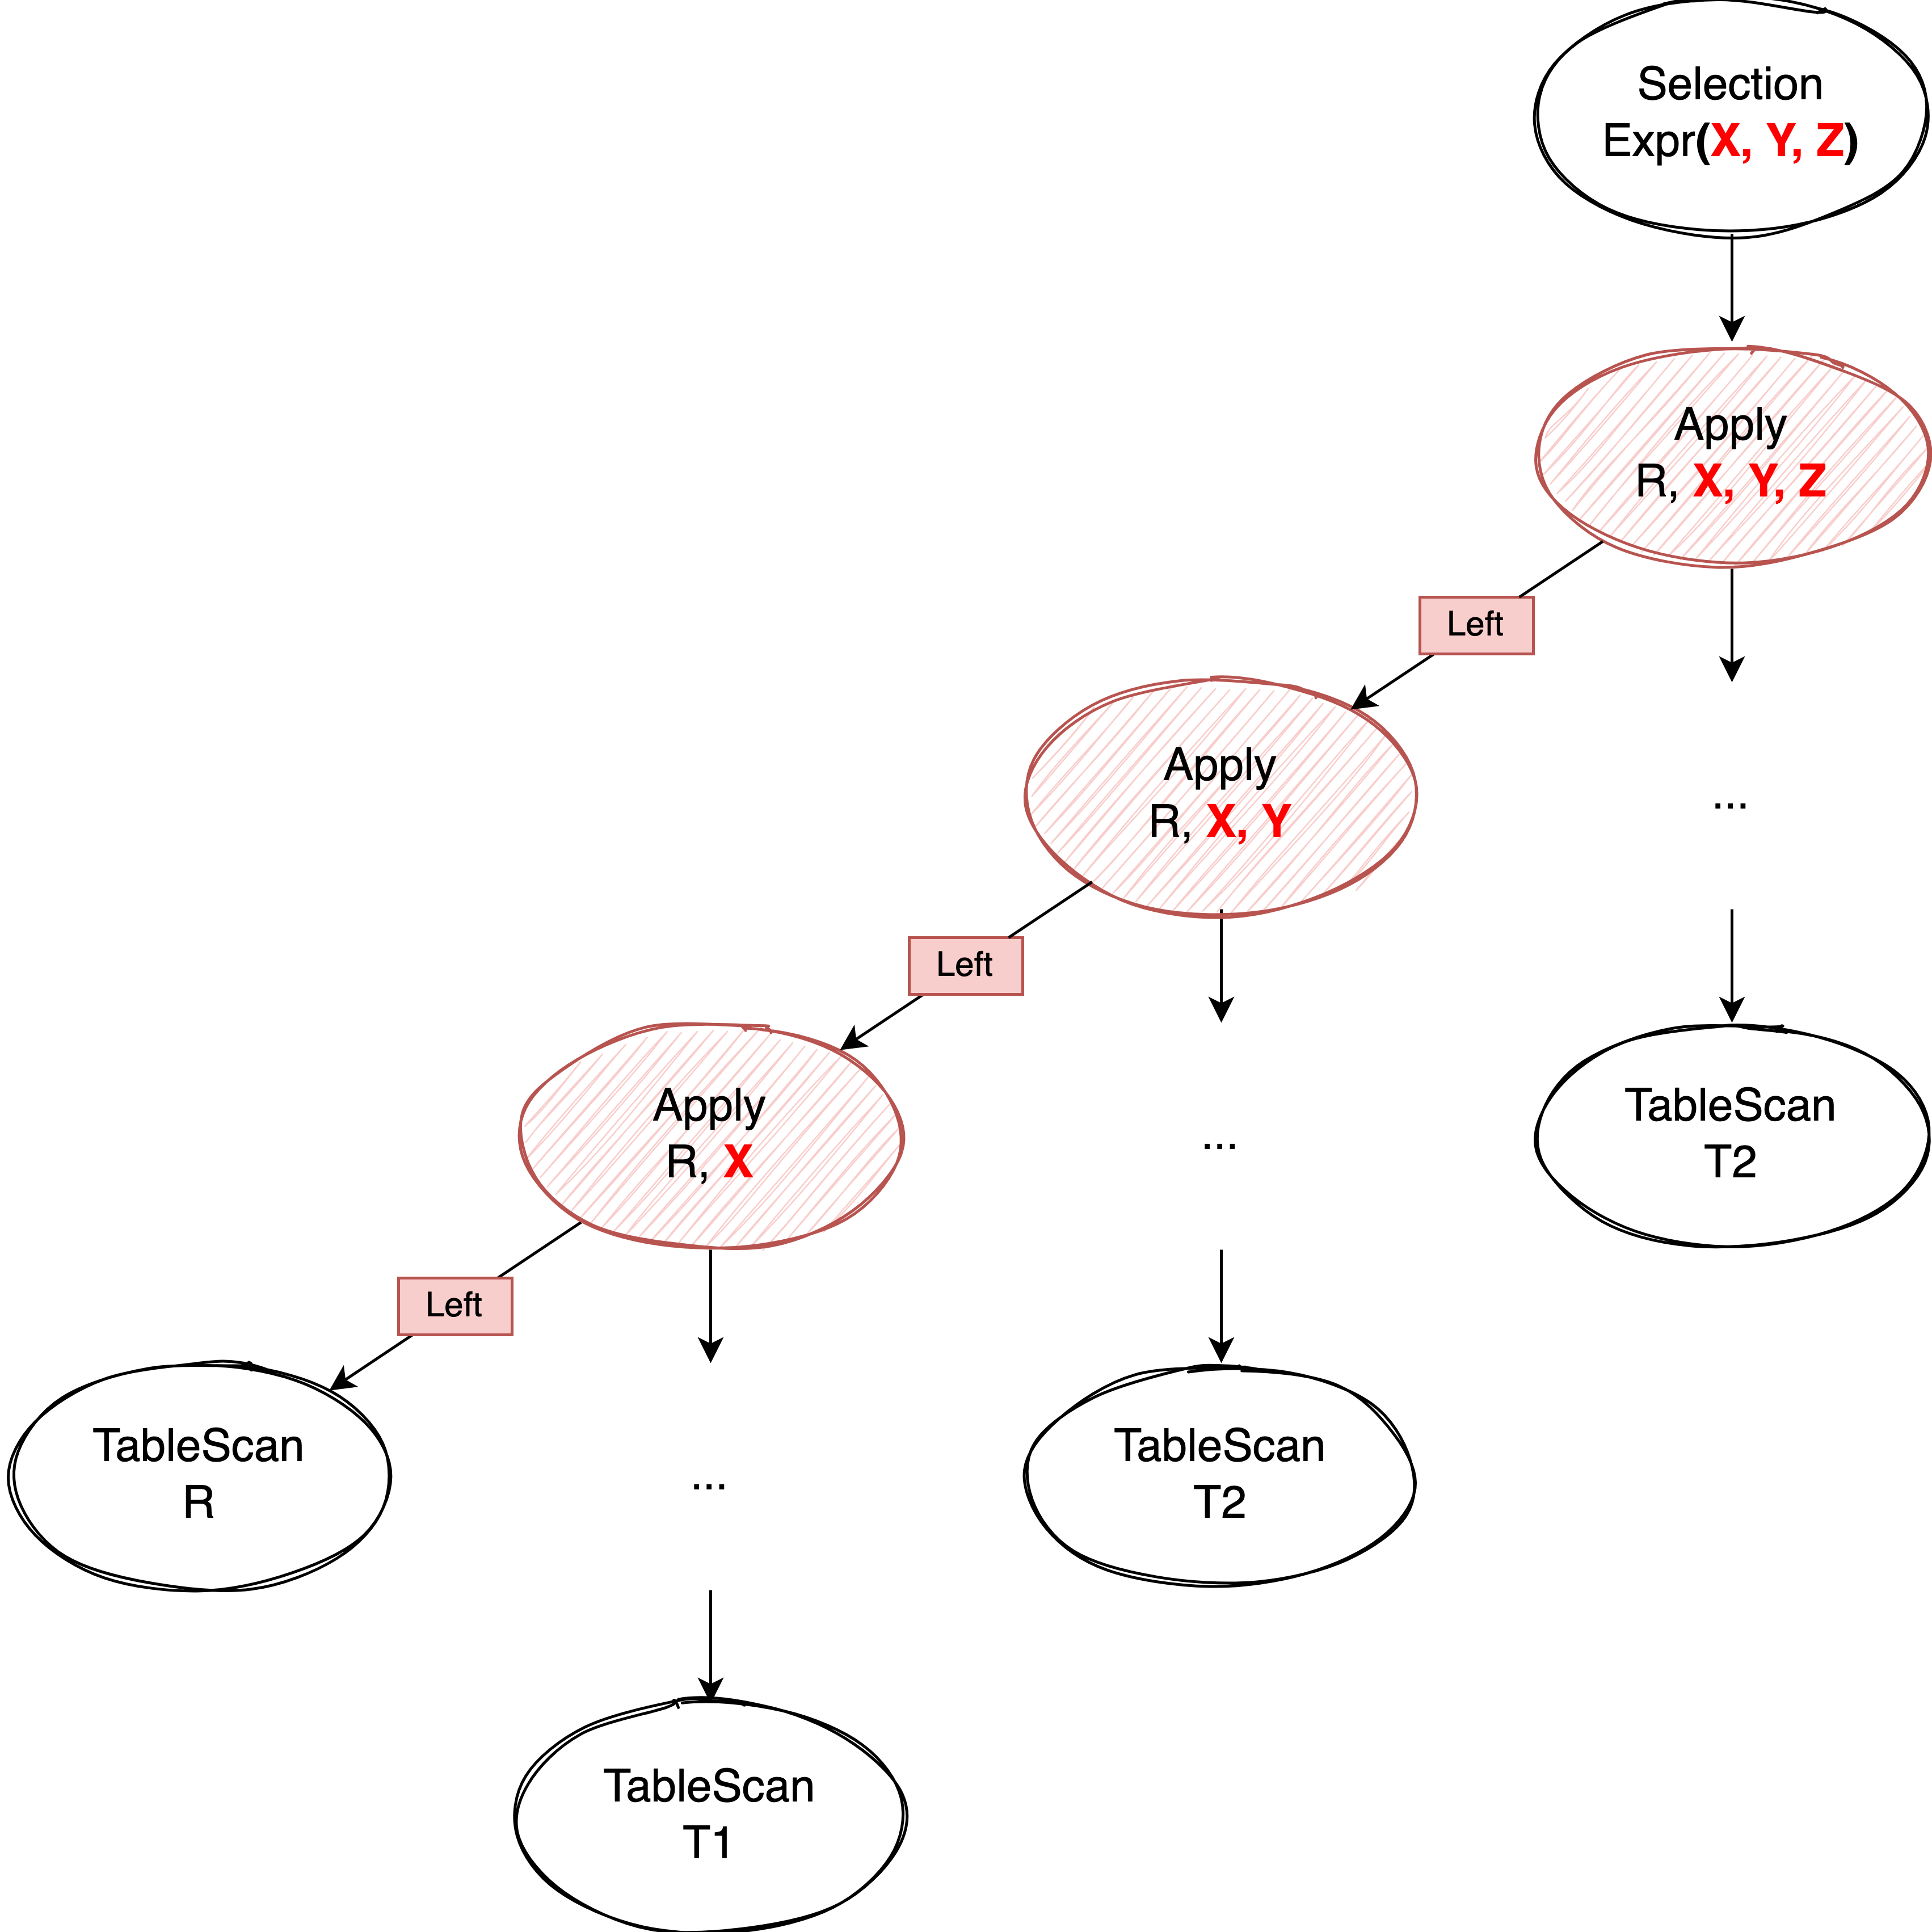 Selection
Expr(X, Y, Z)
Apply
R, X, Y, Z
Left
Apply
R, X, Y
...
Left
Apply
R, X
...
TableScan
T2
Left
TableScan
R
...
TableScan
T2
TableScan
T1